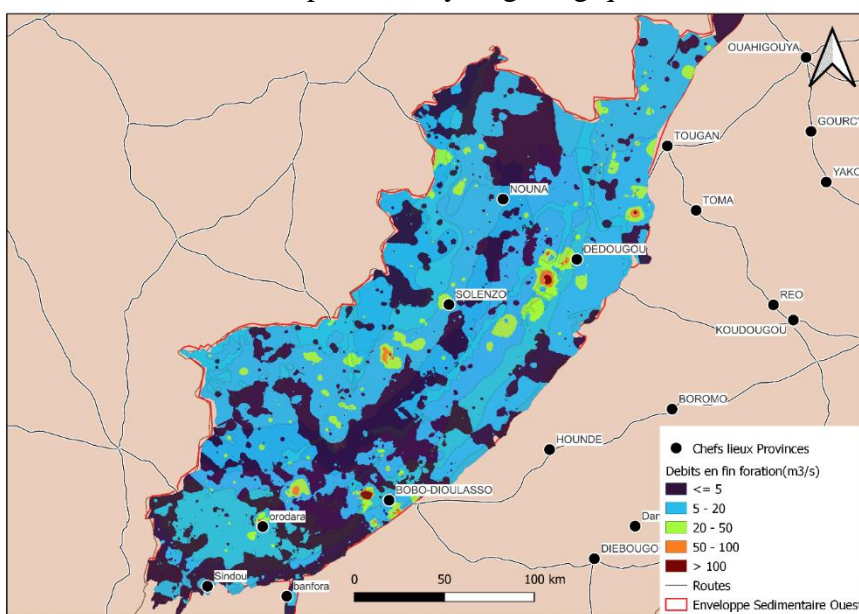 OUAHIGOUYA
GOURCY
TOUGAN
YAKO
NOUNA
TOMA
DEDOUGOU
SOLENZO
REO
KOUDOUGOU
BOROMO
HOUNDE
BOBO-DIOULASSO
orodara
DIEBOUGO
Sindou
banfora
0 50 100 km
Chefs lieux Provinces
Debits en fin foration(m3/s)
<= 5
5 - 20
20 - 50
50 - 100
> 100
Routes
Enveloppe Sedimentaire Ouest